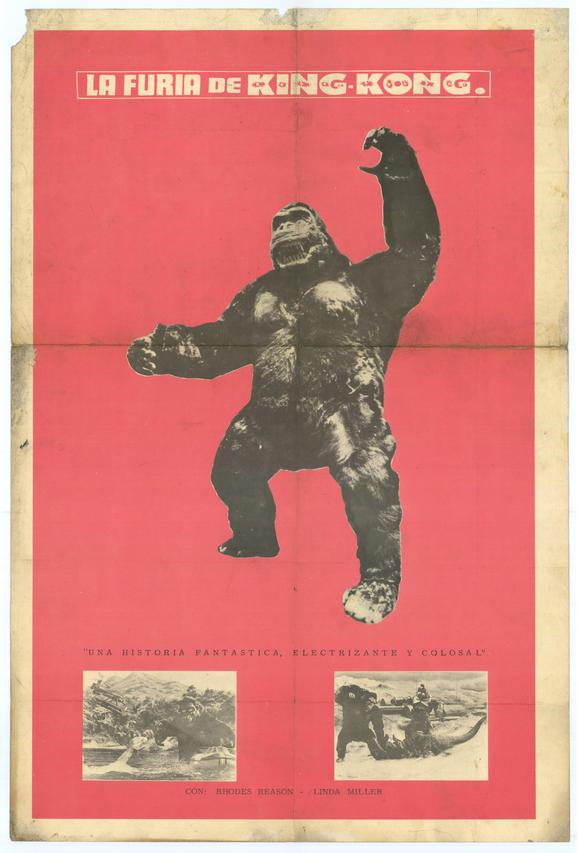 LA FURIA DE KING-KONG.
"UNA HISTORIA FANTASTICA, ELECTRIZANTE Y COLOSAL"
CON: RHODES REASON - LINDA MILLER